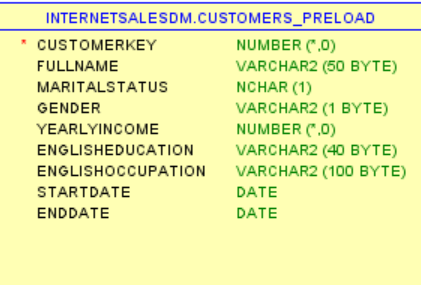 INTERNETSALESDM.CUSTOMERS_PRELOAD
* CUSTOMERKEY NUMBER (*,0)
FULLNAME VARCHAR2 (50 BYTE)
MARITALSTATUS NCHAR (1)
GENDER VARCHAR2 (1 BYTE)
YEARLYINCOME NUMBER (*,0)
ENGLISHEDUCATION VARCHAR2 (40 BYTE)
ENGLISHOCCUPATION VARCHAR2 (100 BYTE)
STARTDATE DATE
ENDDATE DATE